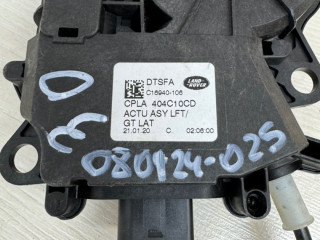 DTSFA
LAND-ROVER
C16940-106
CPLA 404C10CD
ACTU ASY LFT/
GT LAT
21.01.20 C. 02:06:00
080124-025